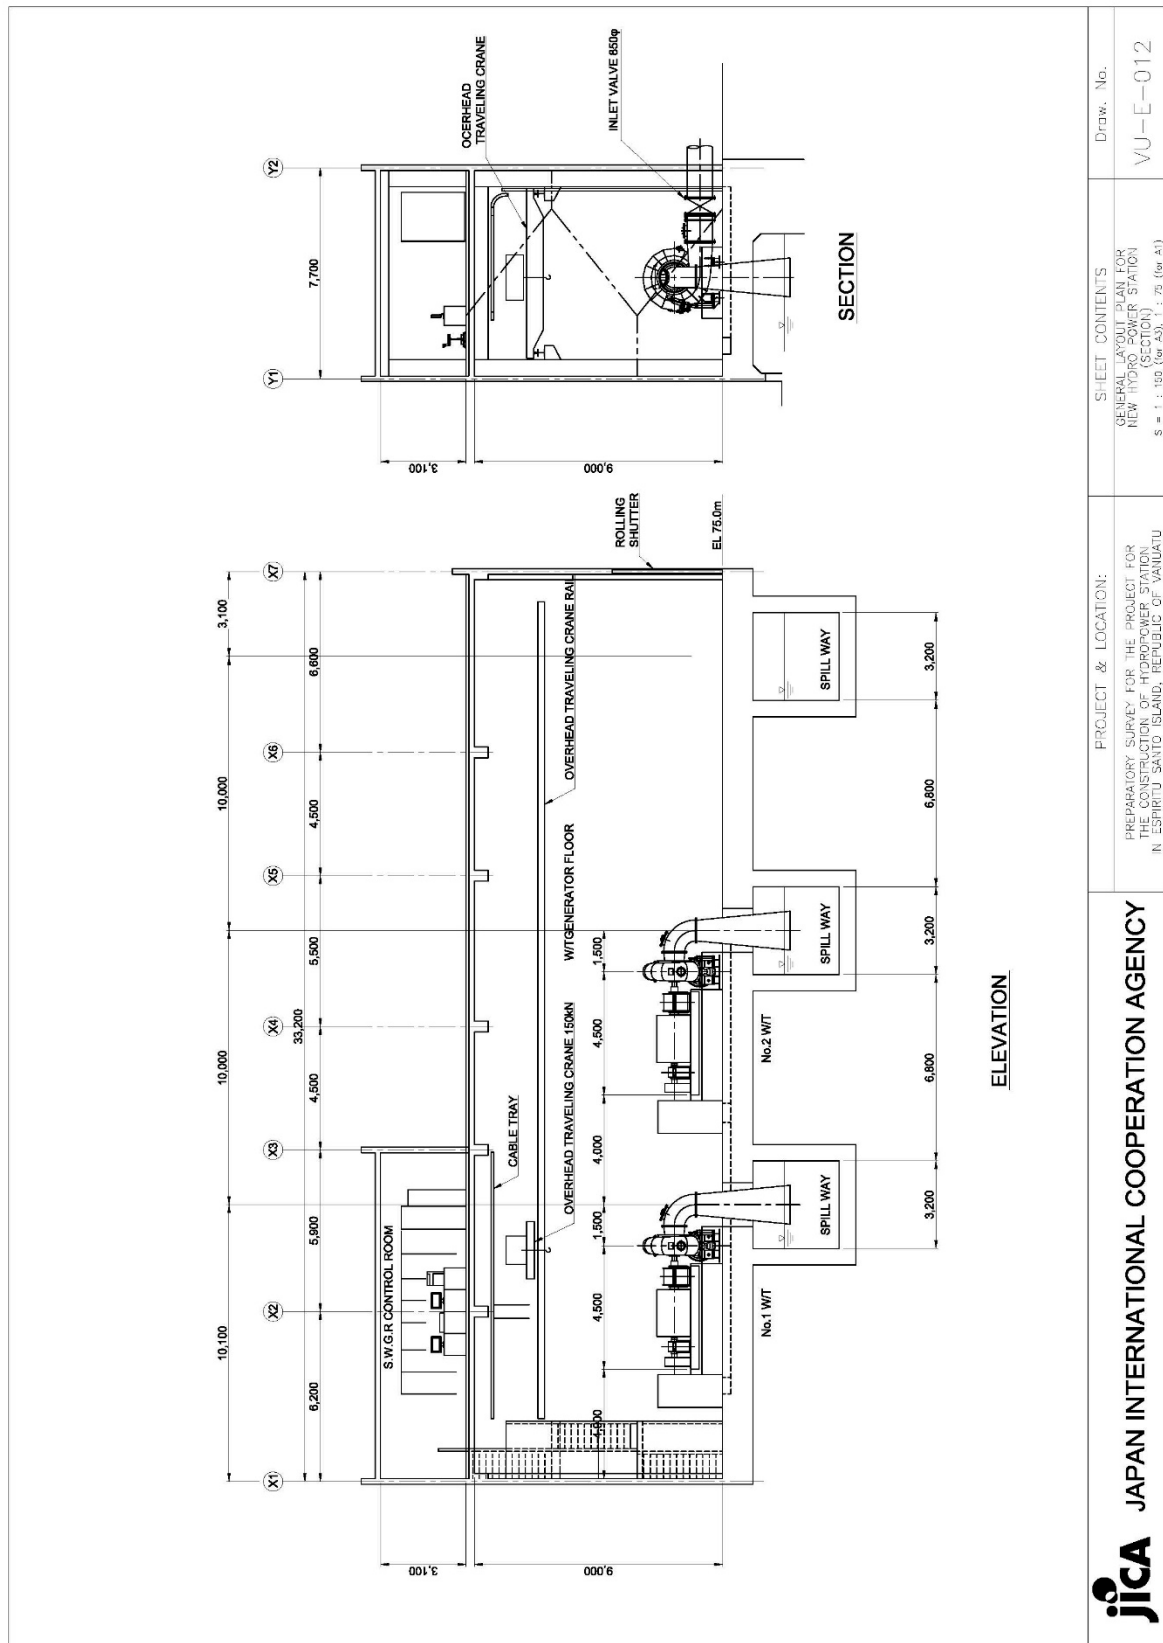 X1
X2
X3
X4
X5
X6
X7
10,100
10,000
10,000
3,100
33,200
6,200
5,900
4,500
5,500
4,500
6,600
S.W.G.R CONTROL ROOM
CABLE TRAY
OVERHEAD TRAVELING CRANE 150kN
W/TGENERATOR FLOOR
OVERHEAD TRAVELING CRANE RAIL
ROLLING
SHUTTER
EL 75.0m
3,100
9,000
4,900
4,500
1,500
4,000
4,500
1,500
No.1 W/T
No.2 W/T
SPILL WAY
SPILL WAY
SPILL WAY
3,200
6,800
3,200
6,800
3,200
ELEVATION
Y1
Y2
7,700
3,100
9,000
OCERHEAD
TRAVELING CRANE
INLET VALVE 850φ
SECTION
jica JAPAN INTERNATIONAL COOPERATION AGENCY
PROJECT & LOCATION:
PREPARATORY SURVEY FOR THE PROJECT FOR
THE CONSTRUCTION OF HYDROPOWER STATION
IN ESPIRITU SANTO ISLAND, REPUBLIC OF VANUATU
SHEET CONTENTS
GENERAL LAYOUT PLAN FOR
NEW HYDRO POWER STATION
(SECTION)
S = 1 : 150 (for A3), 1 : 75 (for A1)
Draw. No.
VU-E-012